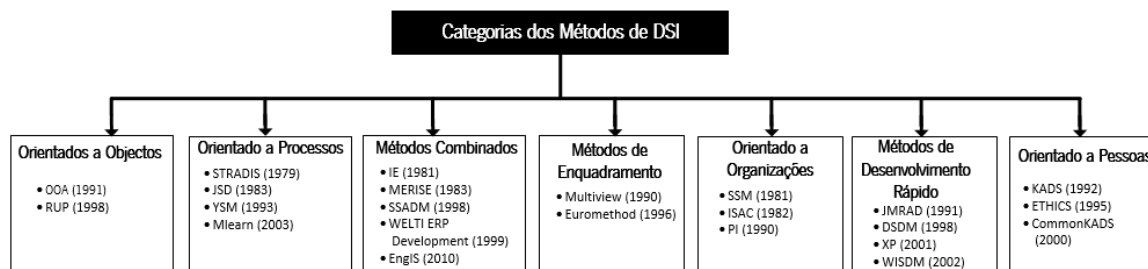 Categorias dos Métodos de DSI
Orientados a Objectos
• OOA (1991)
• RUP (1998)
Orientado a Processos
• STRADIS (1979)
• JSD (1983)
• YSM (1993)
• Mlearn (2003)
Métodos Combinados
• IE (1981)
• MERISE (1983)
• SSADM (1998)
• WELTI ERP
Development (1999)
• EngIS (2010)
Métodos de
Enquadramento
• Multiview (1990)
• Euromethod (1996)
Orientado a
Organizações
• SSM (1981)
• ISAC (1982)
• PI (1990)
Métodos de
Desenvolvimento
Rápido
• JMRAD (1991)
• DSDM (1998)
• XP (2001)
• WISDM (2002)
Orientado a Pessoas
• KADS (1992)
• ETHICS (1995)
• CommonKADS
(2000)